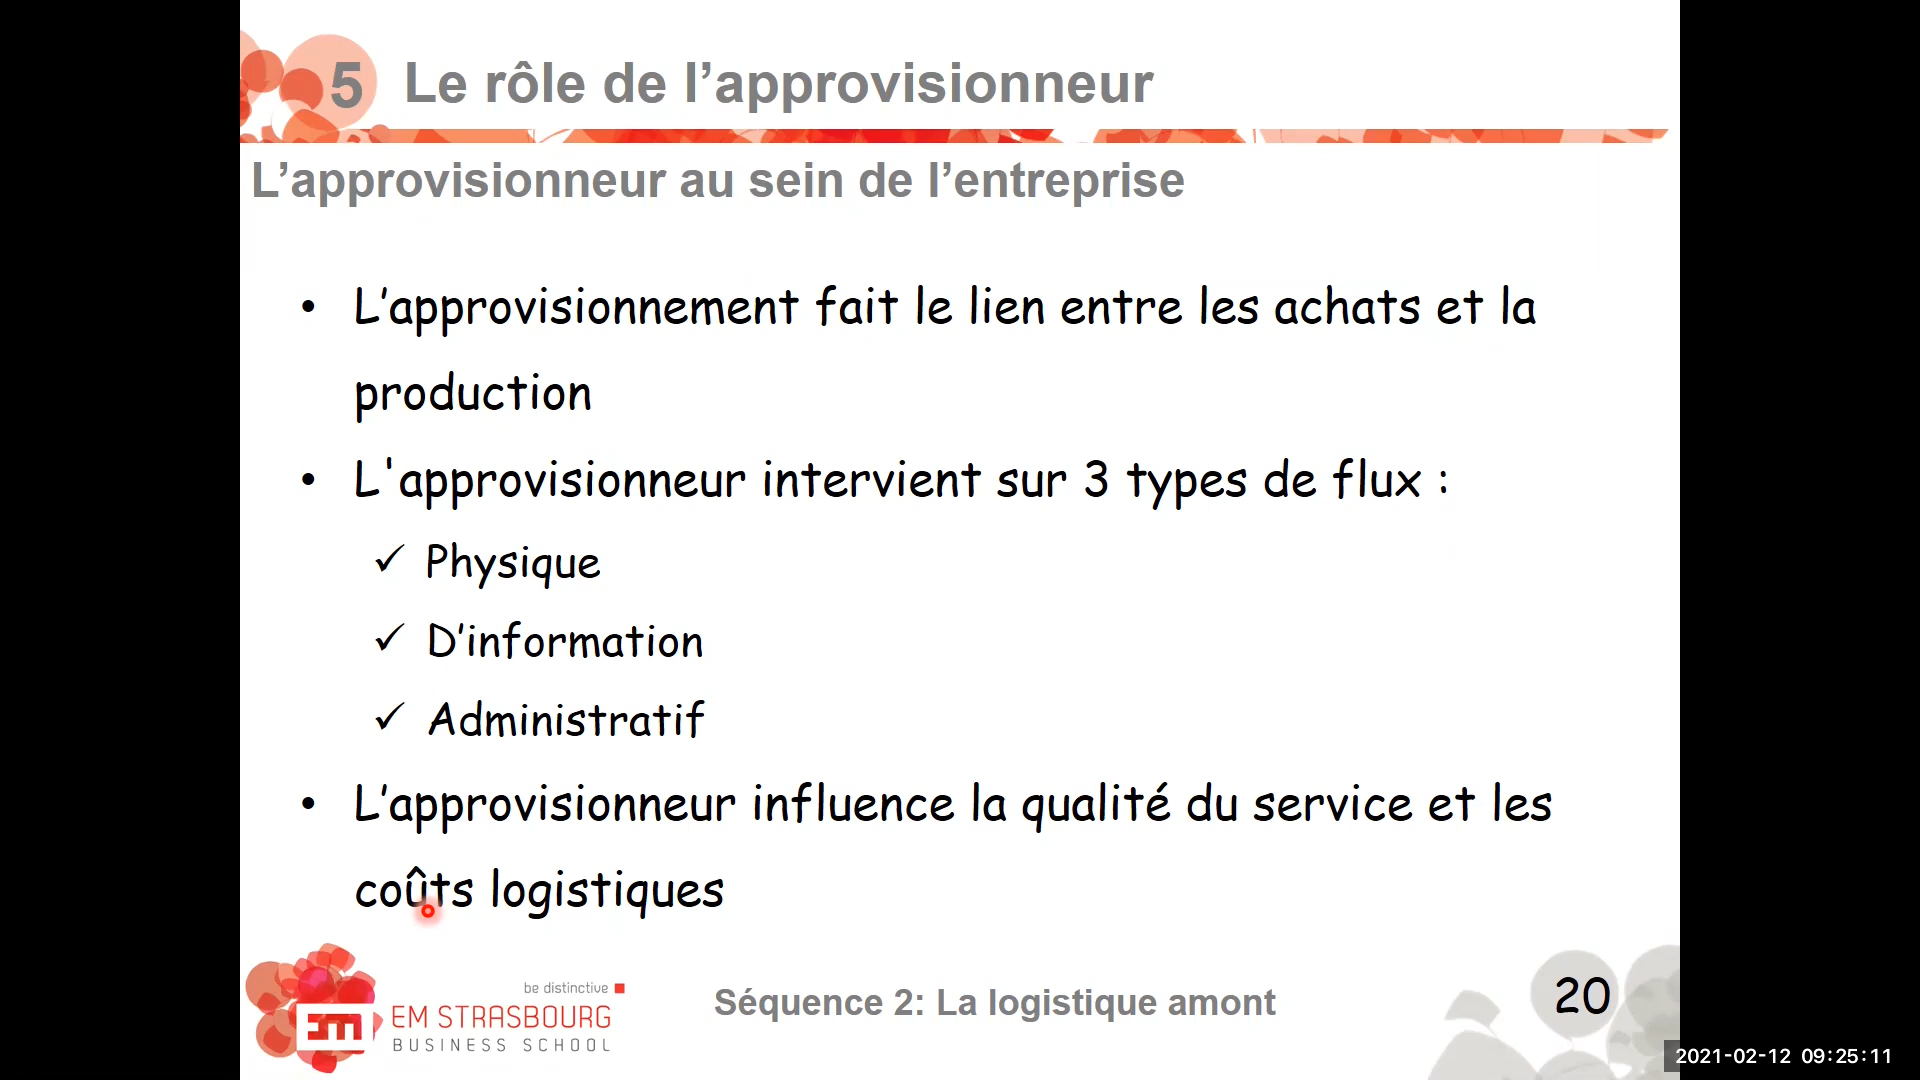 5 Le rôle de l’approvisionneur
L’approvisionneur au sein de l’entreprise
• L’approvisionnement fait le lien entre les achats et la
production
• L'approvisionneur intervient sur 3 types de flux :
✓ Physique
✓ D’information
✓ Administratif
• L’approvisionneur influence la qualité du service et les
coûts logistiques
be distinctive
em
EM STRASBOURG
BUSINESS SCHOOL
Séquence 2: La logistique amont
20
2021-02-12 09:25:11